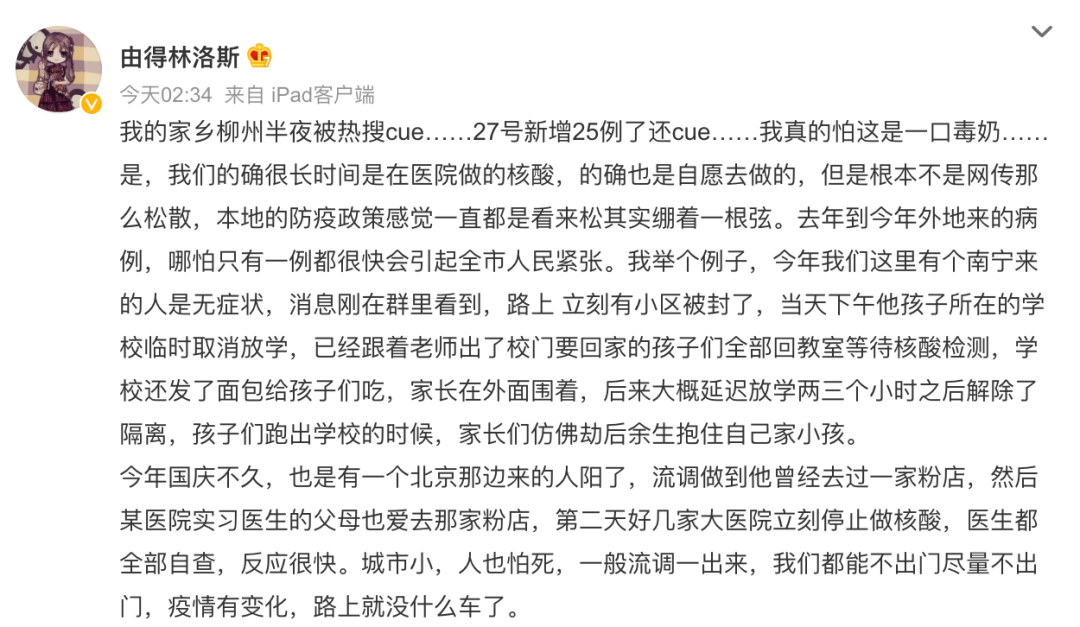 由得林洛斯
今天02:34 来自 iPad客户端
我的家乡柳州半夜被热搜cue……27号新增25例了还cue……我真的怕这是一口毒奶……
是，我们的确很长时间是在医院做的核酸，的确也是自愿去做的，但是根本不是网传那
么松散，本地的防疫政策感觉一直都是看来松其实绷着一根弦。去年到今年外地来的病
例，哪怕只有一例都很快会引起全市人民紧张。我举个例子，今年我们这里有个南宁来
的人是无症状，消息刚在群里看到，路上 立刻有小区被封了，当天下午他孩子所在的学
校临时取消放学，已经跟着老师出了校门要回家的孩子们全部回教室等待核酸检测，学
校还发了面包给孩子们吃，家长在外面围着，后来大概延迟放学两三个小时之后解除了
隔离，孩子们跑出学校的时候，家长们仿佛劫后余生抱住自己家小孩。
今年国庆不久，也是有一个北京那边来的人阳了，流调做到他曾经去过一家粉店，然后
某医院实习医生的父母也爱去那家粉店，第二天好几家大医院立刻停止做核酸，医生都
全部自查，反应很快。城市小，人也怕死，一般流调一出来，我们都能不出门尽量不出
门，疫情有变化，路上就没什么车了。